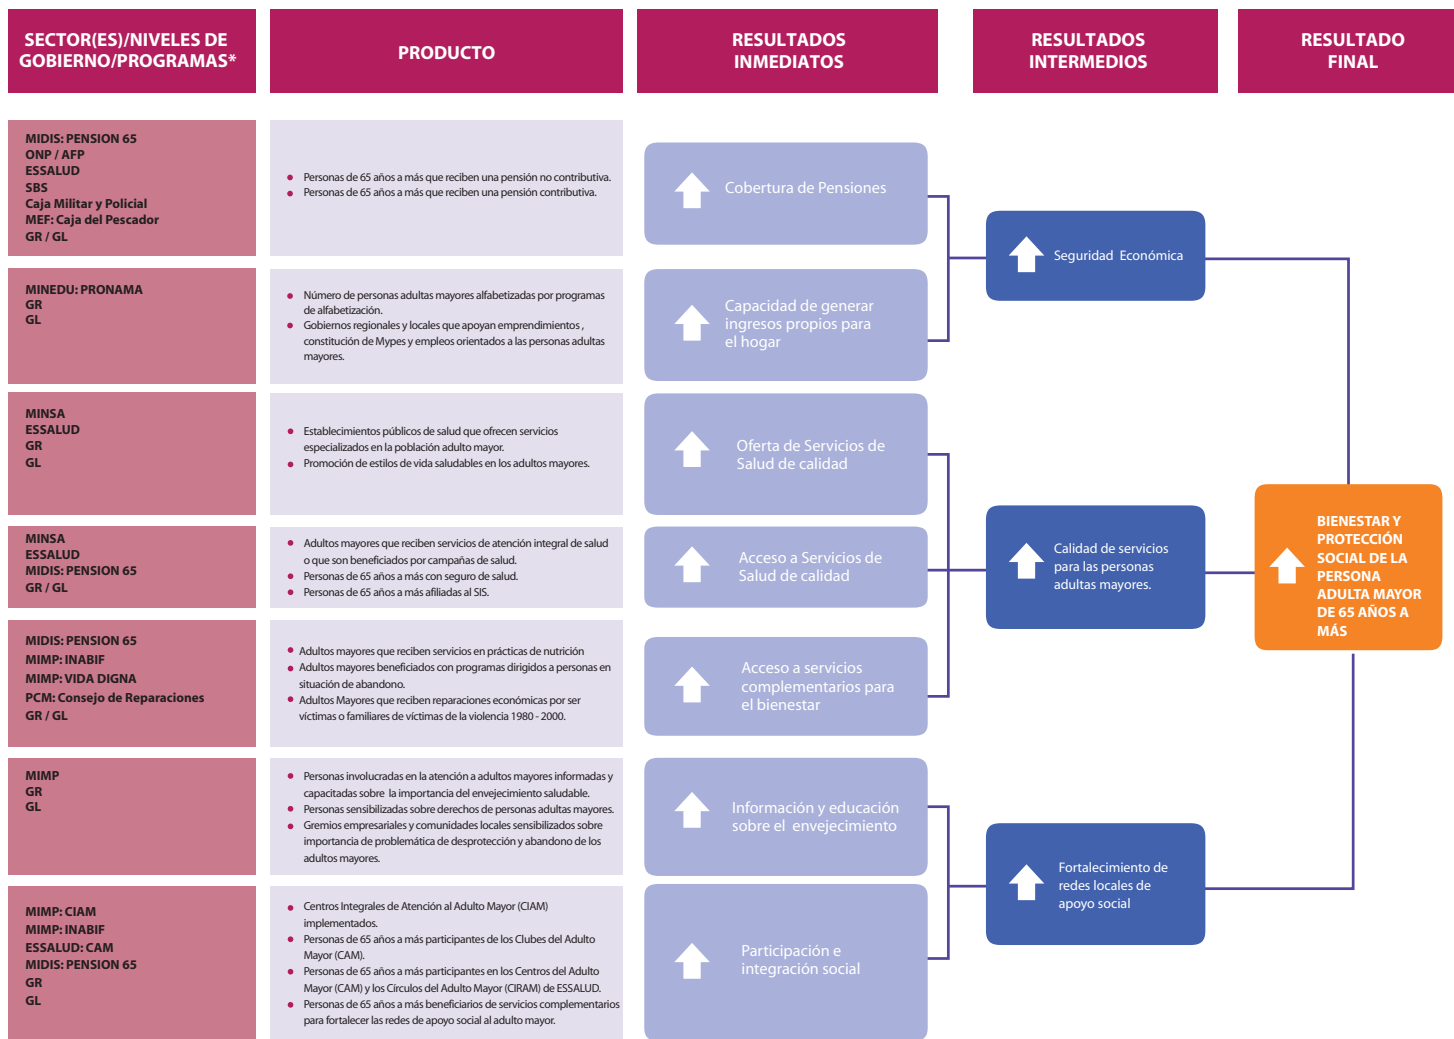 SECTOR(ES)/NIVELES DE
GOBIERNO/PROGRAMAS*
PRODUCTO
RESULTADOS
INMEDIATOS
RESULTADOS
INTERMEDIOS
RESULTADO
FINAL
MIDIS: PENSION 65
ONP / AFP
ESSALUD
SBS
Caja Militar y Policial
MEF: Caja del Pescador
GR / GL
Personas de 65 años a más que reciben una pensión no contributiva.
Personas de 65 años a más que reciben una pensión contributiva.
Cobertura de Pensiones
MINEDU: PRONAMA
GR
GL
Número de personas adultas mayores alfabetizadas por programas
de alfabetización.
Gobiernos regionales y locales que apoyan emprendimientos ,
constitución de Mypes y empleos orientados a las personas adultas
mayores.
Capacidad de generar
ingresos propios para
el hogar
Seguridad Económica
MINSA
ESSALUD
GR
GL
Establecimientos públicos de salud que ofrecen servicios
especializados en la población adulto mayor.
Promoción de estilos de vida saludables en los adultos mayores.
Oferta de Servicios de
Salud de calidad
MINSA
ESSALUD
MIDIS: PENSION 65
GR / GL
Adultos mayores que reciben servicios de atención integral de salud
o que son beneficiados por campañas de salud.
Personas de 65 años a más con seguro de salud.
Personas de 65 años a más afiliadas al SIS.
Acceso a Servicios de
Salud de calidad
Calidad de servicios
para las personas
adultas mayores.
BIENESTAR Y
PROTECCIÓN
SOCIAL DE LA
PERSONA
ADULTA MAYOR
DE 65 AÑOS A
MÁS
MIDIS: PENSION 65
MIMP: INABIF
MIMP: VIDA DIGNA
PCM: Consejo de Reparaciones
GR / GL
Adultos mayores que reciben servicios en prácticas de nutrición
Adultos mayores beneficiados con programas dirigidos a personas en
situación de abandono.
Adultos Mayores que reciben reparaciones económicas por ser
víctimas o familiares de víctimas de la violencia 1980 - 2000.
Acceso a servicios
complementarios para
el bienestar
MIMP
GR
GL
Personas involucradas en la atención a adultos mayores informadas y
capacitadas sobre la importancia del envejecimiento saludable.
Personas sensibilizadas sobre derechos de personas adultas mayores.
Gremios empresariales y comunidades locales sensibilizados sobre
importancia de problemática de desprotección y abandono de los
adultos mayores.
Información y educación
sobre el envejecimiento
Fortalecimiento de
redes locales de
apoyo social
MIMP: CIAM
MIMP: INABIF
ESSALUD: CAM
MIDIS: PENSION 65
GR
GL
Centros Integrales de Atención al Adulto Mayor (CIAM)
implementados.
Personas de 65 años a más participantes de los Clubes del Adulto
Mayor (CAM).
Personas de 65 años a más participantes en los Centros del Adulto
Mayor (CAM) y los Círculos del Adulto Mayor (CIRAM) de ESSALUD.
Personas de 65 años a más beneficiarios de servicios complementarios
para fortalecer las redes de apoyo social al adulto mayor.
Participación e
integración social